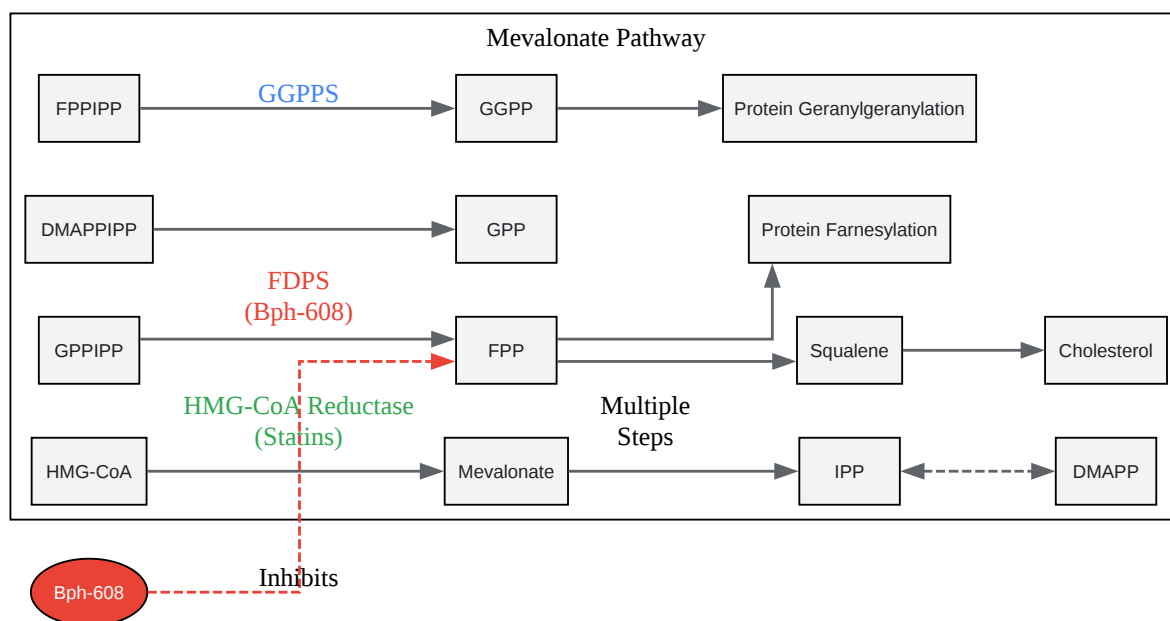 Mevalonate Pathway
FPPIPP
GGPPS
GGPP
Protein Geranylgeranylation
DMAPPIPP
GPP
Protein Farnesylation
FDPS
(Bph-608)
GPPIPP
FPP
Squalene
Cholesterol
HMG-CoA Reductase
(Statins)
Multiple
Steps
HMG-CoA
Mevalonate
IPP
DMAPP
Bph-608
Inhibits